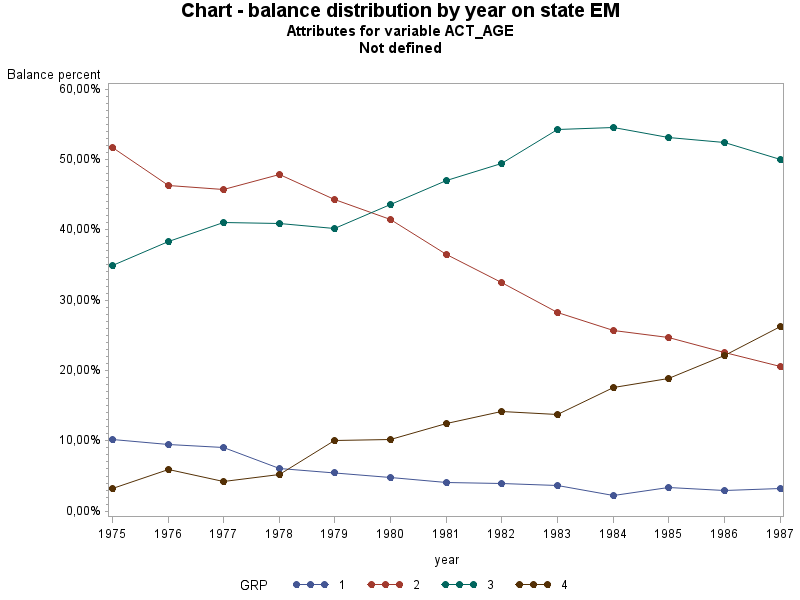 Chart - balance distribution by year on state EM
Attributes for variable ACT_AGE
Not defined
Balance percent
60,00%
50,00%
40,00%
30,00%
20,00%
10,00%
0,00%
1975 1976 1977 1978 1979 1980 1981 1982 1983 1984 1985 1986 1987
year
GRP 1 2 3 4